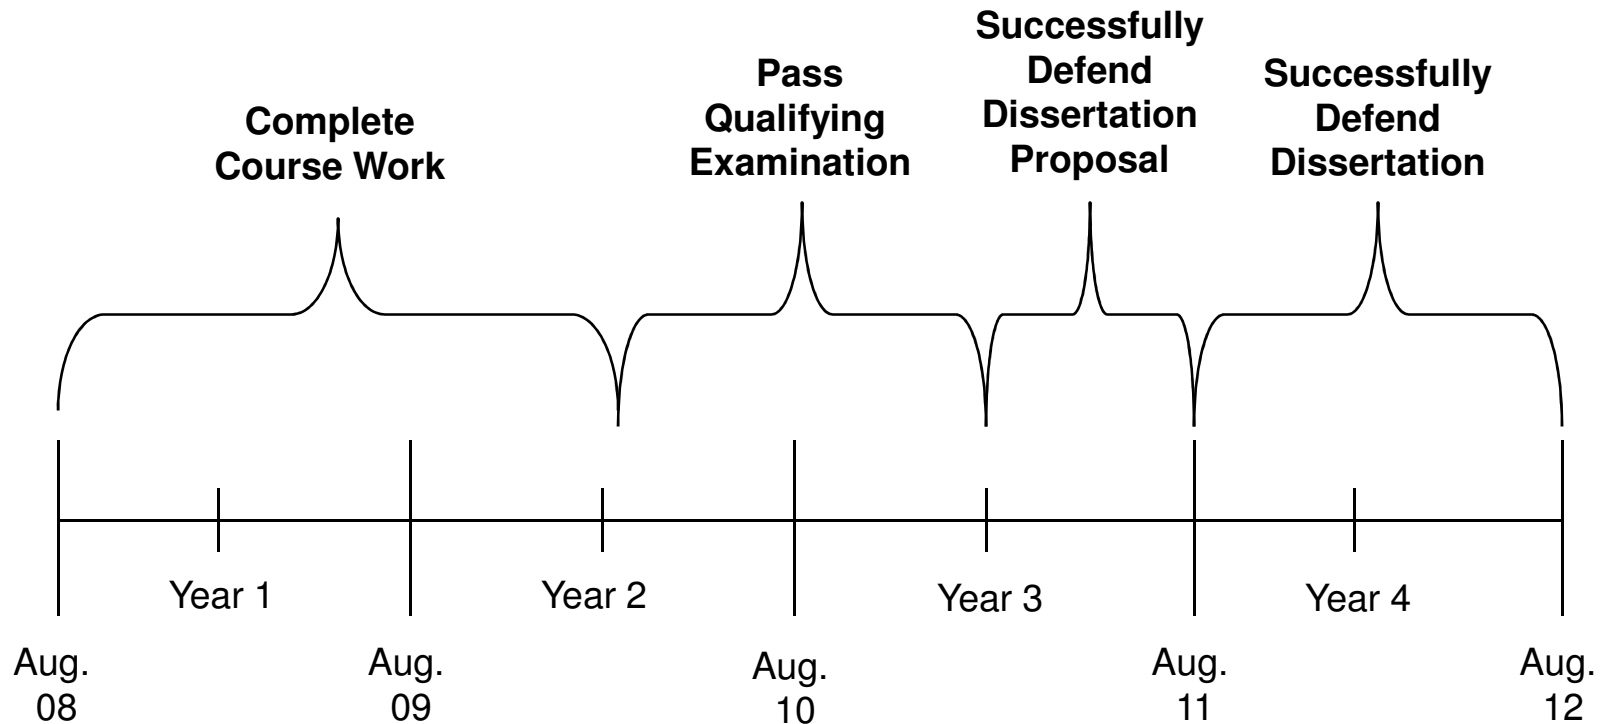 Complete
Course Work
Pass
Qualifying
Examination
Successfully
Defend
Dissertation
Proposal
Successfully
Defend
Dissertation
Year 1
Year 2
Year 3
Year 4
Aug.
08
Aug.
09
Aug.
10
Aug.
11
Aug.
12